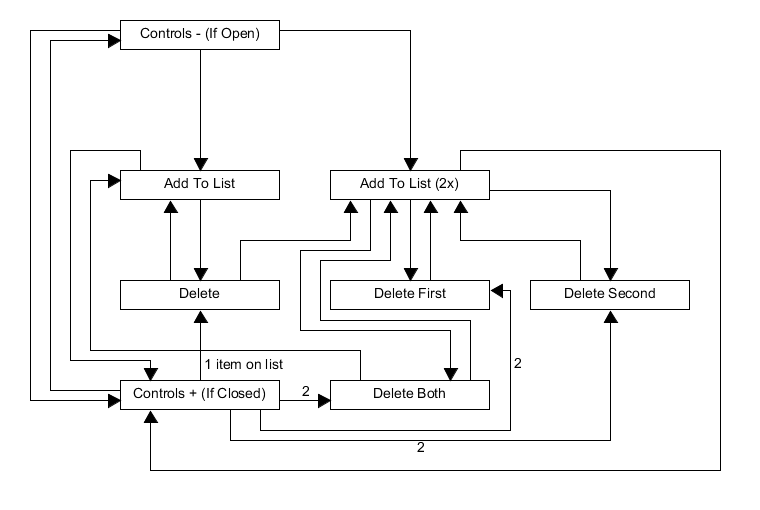 Controls - (If Open)
Add To List
Add To List (2x)
Delete
Delete First
Delete Second
1 item on list
2
Controls + (If Closed)
2
Delete Both
2